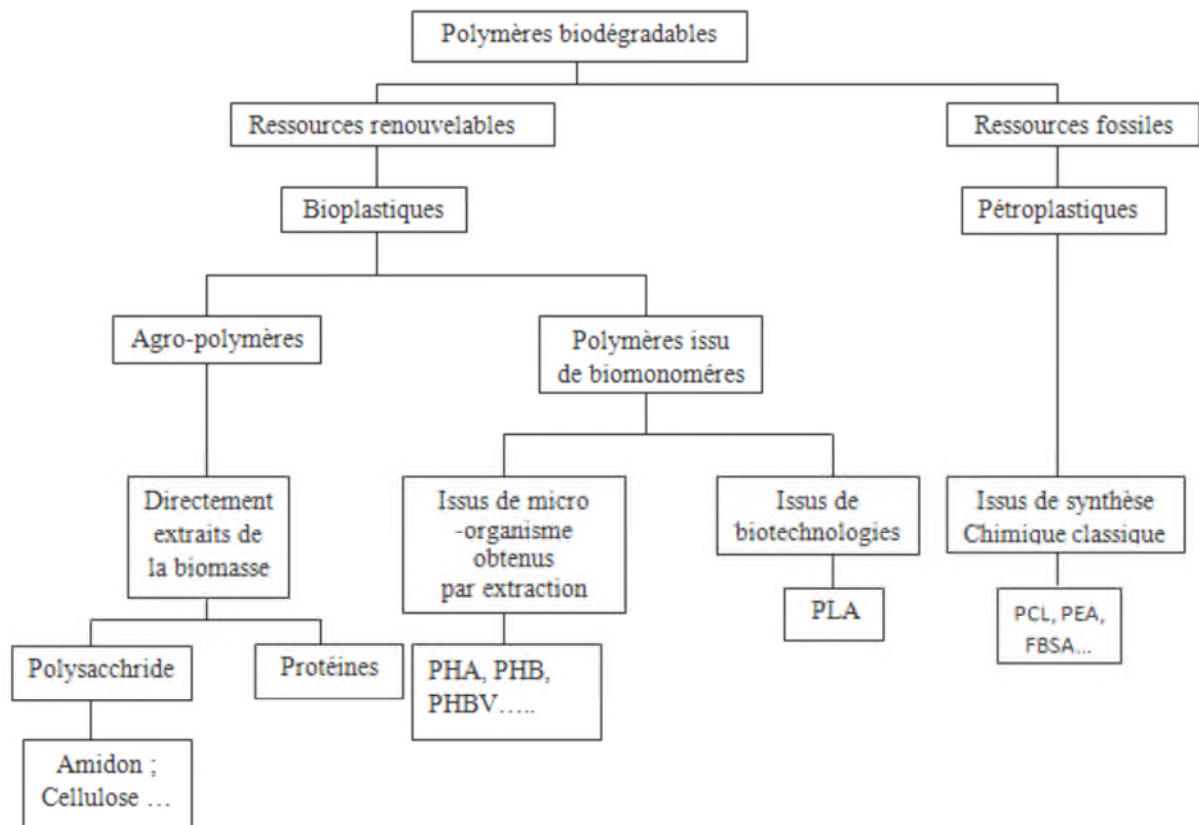 Polymères biodégradables
Ressources renouvelables
Ressources fossiles
Bioplastiques
Pétroplastiques
Agro-polymères
Polymères issu
de biomonoméres
Directement
extraits de
la biomasse
Issus de micro
-organisme
obtenus
par extraction
Issus de
biotechnologies
Issus de synthèse
Chimique classique
Polysacchride
Protéines
PHA, PHB,
PHBV…..
PLA
PCL, PEA,
FBSA...
Amidon ;
Cellulose …